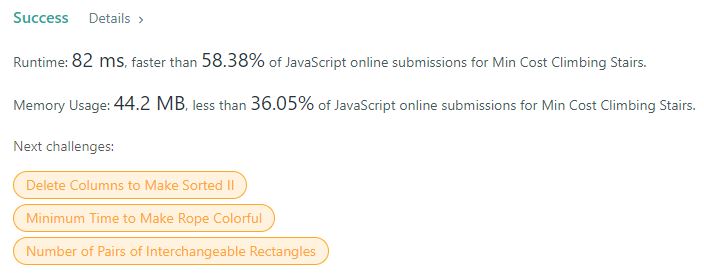 Success Details >
Runtime: 82 ms, faster than 58.38% of JavaScript online submissions for Min Cost Climbing Stairs.
Memory Usage: 44.2 MB, less than 36.05% of JavaScript online submissions for Min Cost Climbing Stairs.
Next challenges:
Delete Columns to Make Sorted II
Minimum Time to Make Rope Colorful
Number of Pairs of Interchangeable Rectangles